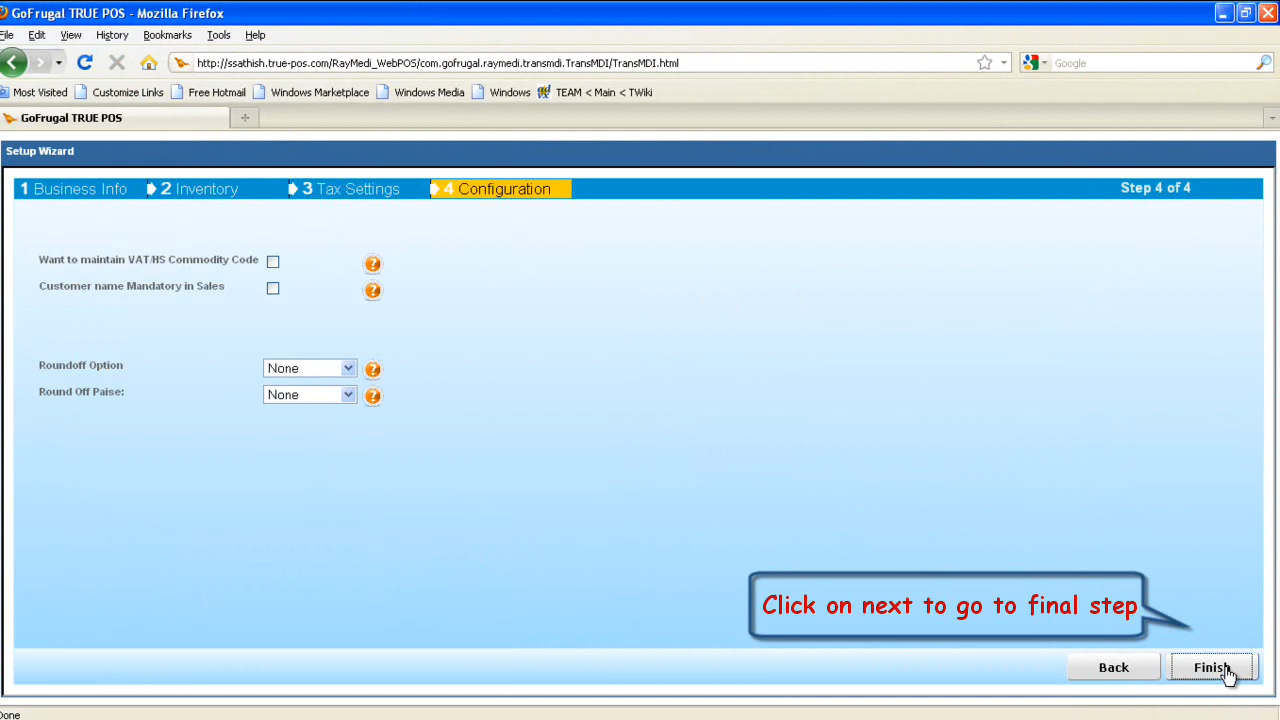 GoFrugal TRUE POS - Mozilla Firefox
File Edit View History Bookmarks Tools Help
http://ssathish.true-pos.com/RayMedi_WebPOS/com.gofrugal.raymedi.transmdi.TransMDI/TransMDI.html
Google
Most Visited Customize Links Free Hotmail Windows Marketplace Windows Media Windows TEAM < Main < TWiki
GoFrugal TRUE POS
Setup Wizard
1 Business Info 2 Inventory 3 Tax Settings 4 Configuration Step 4 of 4
Want to maintain VAT/HS Commodity Code
Customer name Mandatory in Sales
Roundoff Option None
Round Off Paise: None
Click on next to go to final step
Back Finish
Done